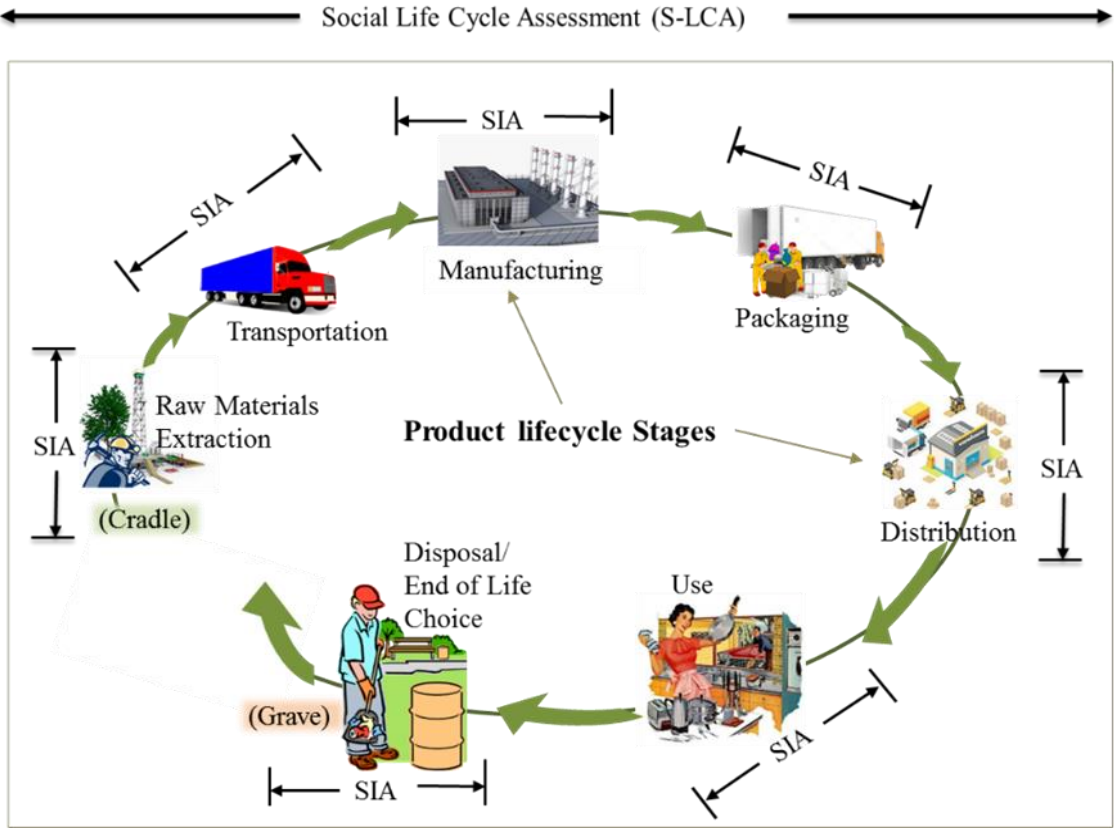 Social Life Cycle Assessment (S-LCA)
SIA
SIA
SIA
Manufacturing
Transportation
Packaging
Raw Materials
Extraction
SIA
Product lifecycle Stages
SIA
(Cradle)
Distribution
Disposal/
End of Life
Choice
Use
(Grave)
SIA
SIA